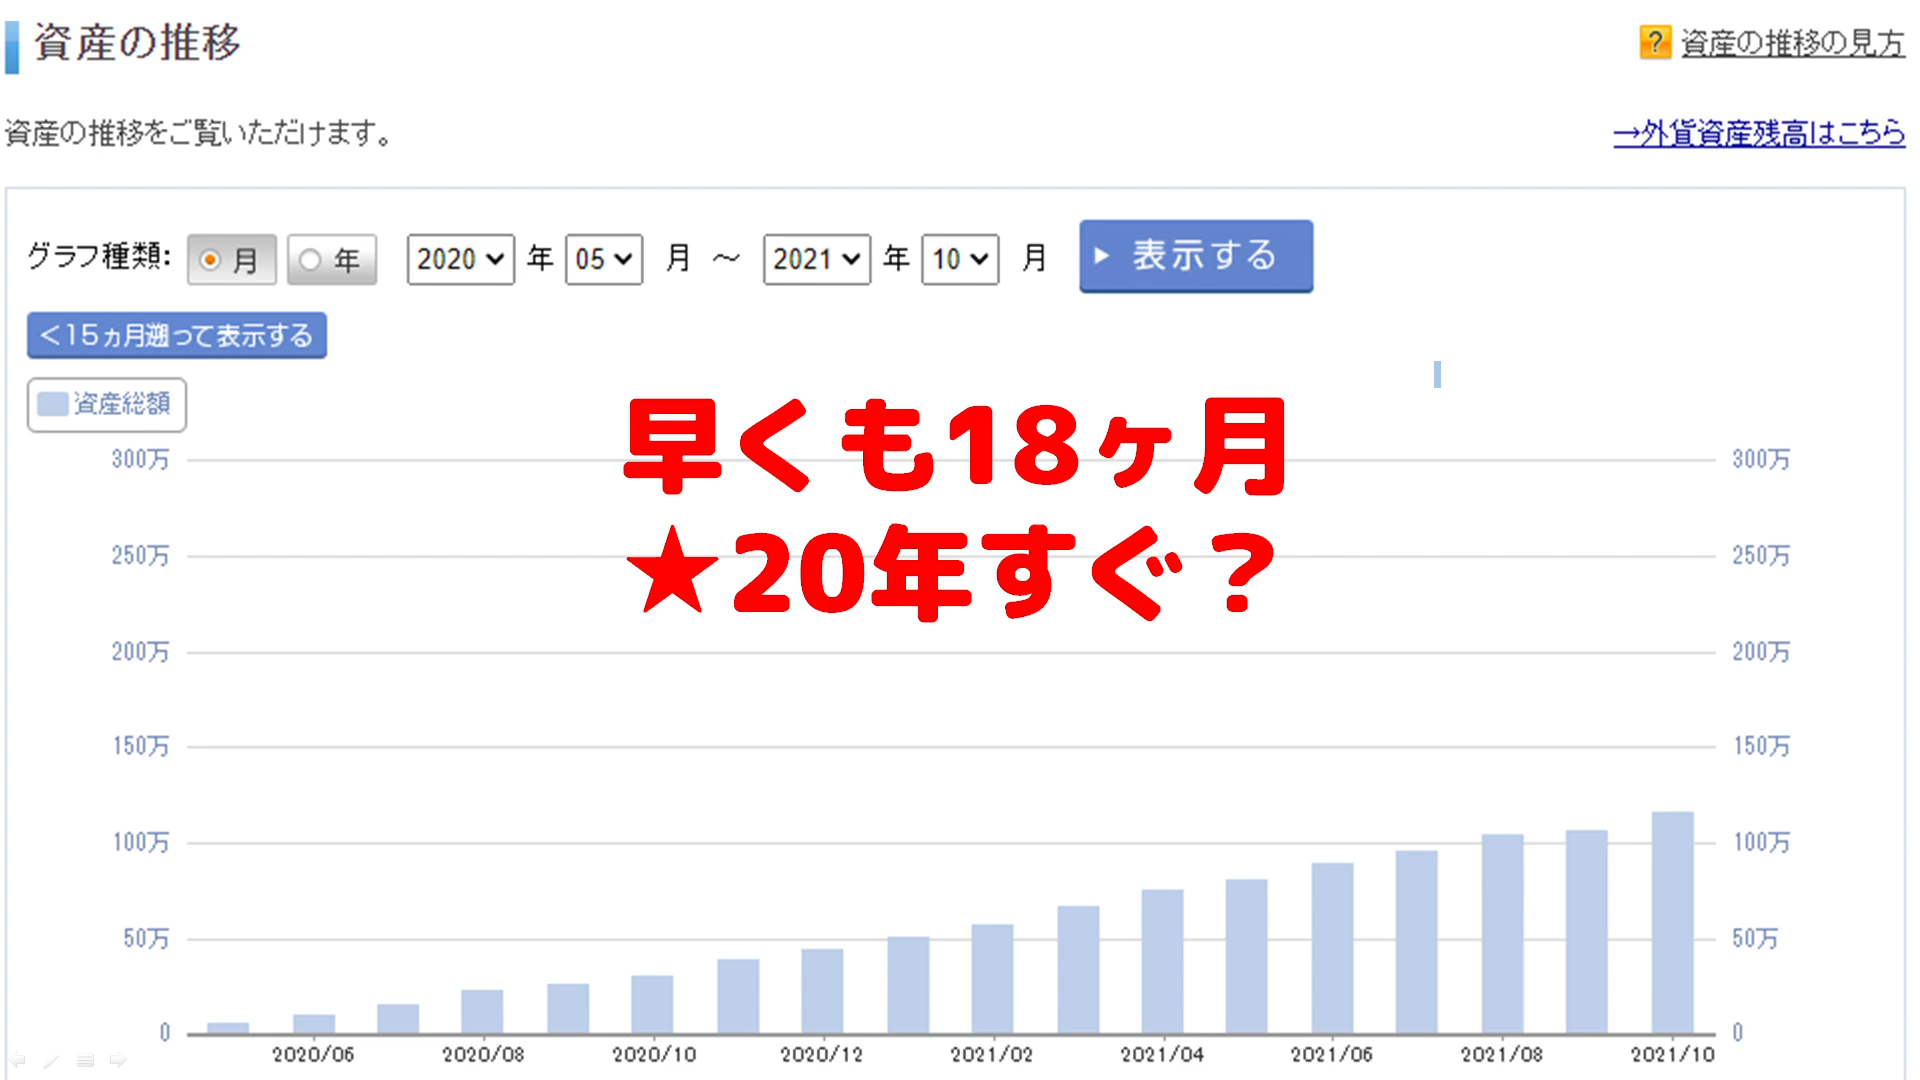 資産の推移
? 資産の推移の見方
資産の推移をご覧いただけます。
→外貨資産残高はこちら
グラフ種類: 月 年 2020 年 05 月 ～ 2021 年 10 月 表示する
＜15ヵ月遡って表示する
資産総額
早くも18ヶ月
★20年すぐ？
300万 300万
250万 250万
200万 200万
150万 150万
100万 100万
50万 50万
0 0
2020/06 2020/08 2020/10 2020/12 2021/02 2021/04 2021/06 2021/08 2021/10